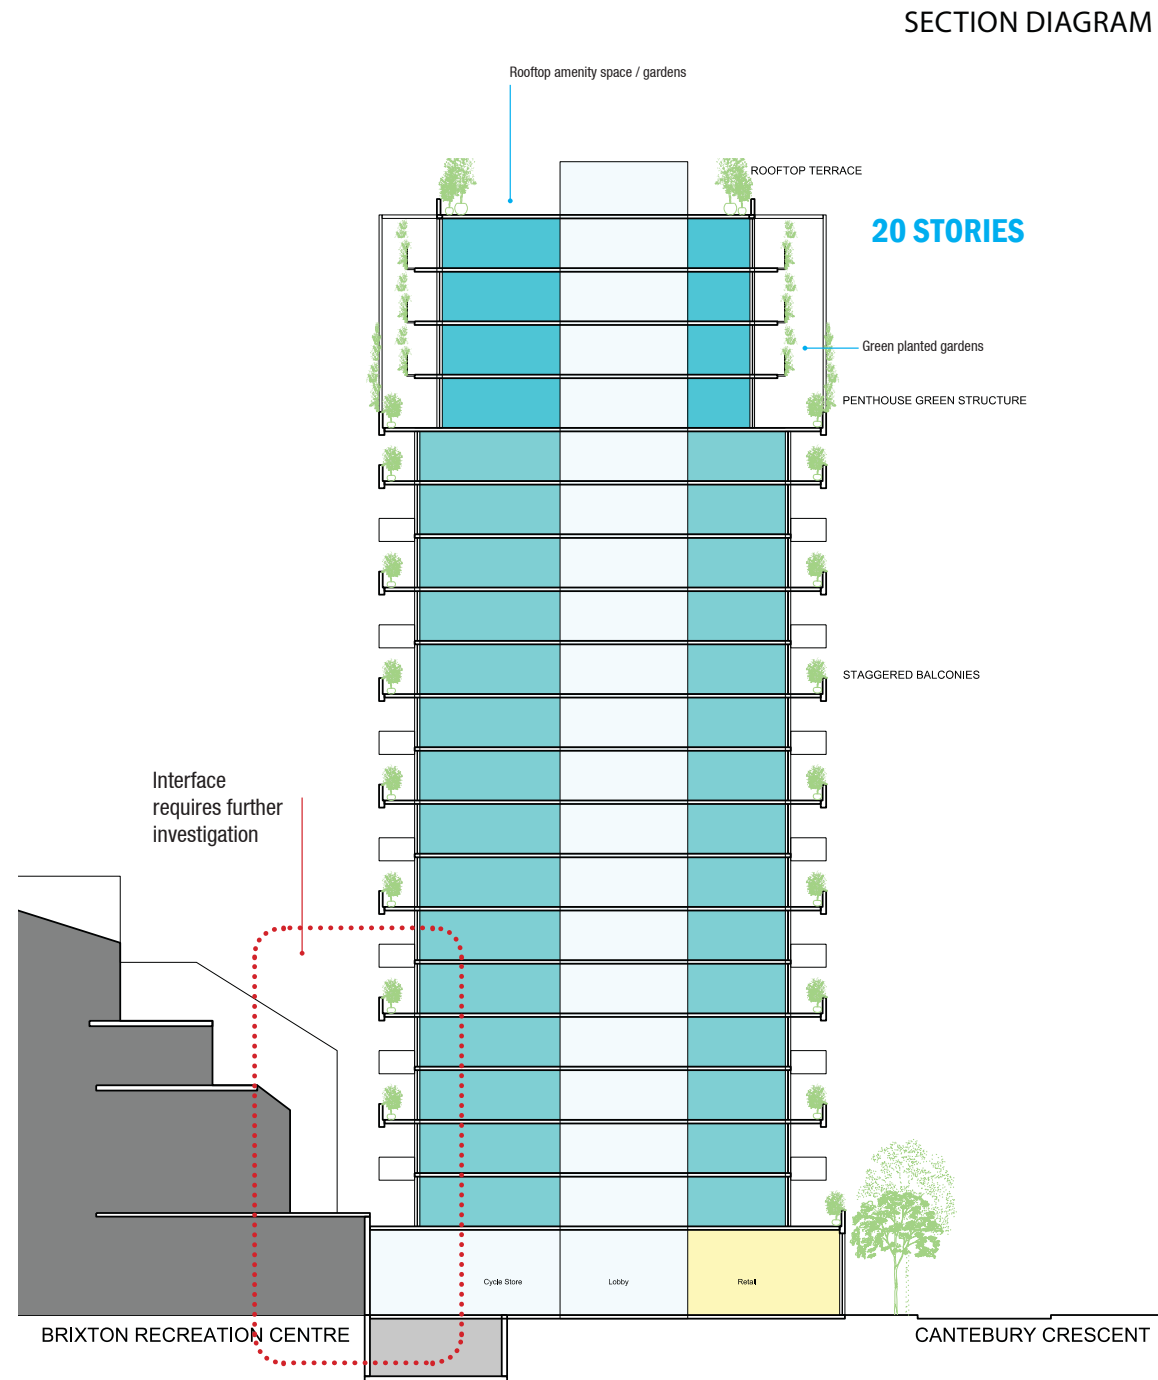 SECTION DIAGRAM
Rooftop amenity space / gardens
ROOFTOP TERRACE
20 STORIES
Green planted gardens
PENTHOUSE GREEN STRUCTURE
STAGGERED BALCONIES
Interface
requires further
investigation
Cycle Store
Lobby
Retail
BRIXTON RECREATION CENTRE
CANTEBURY CRESCENT